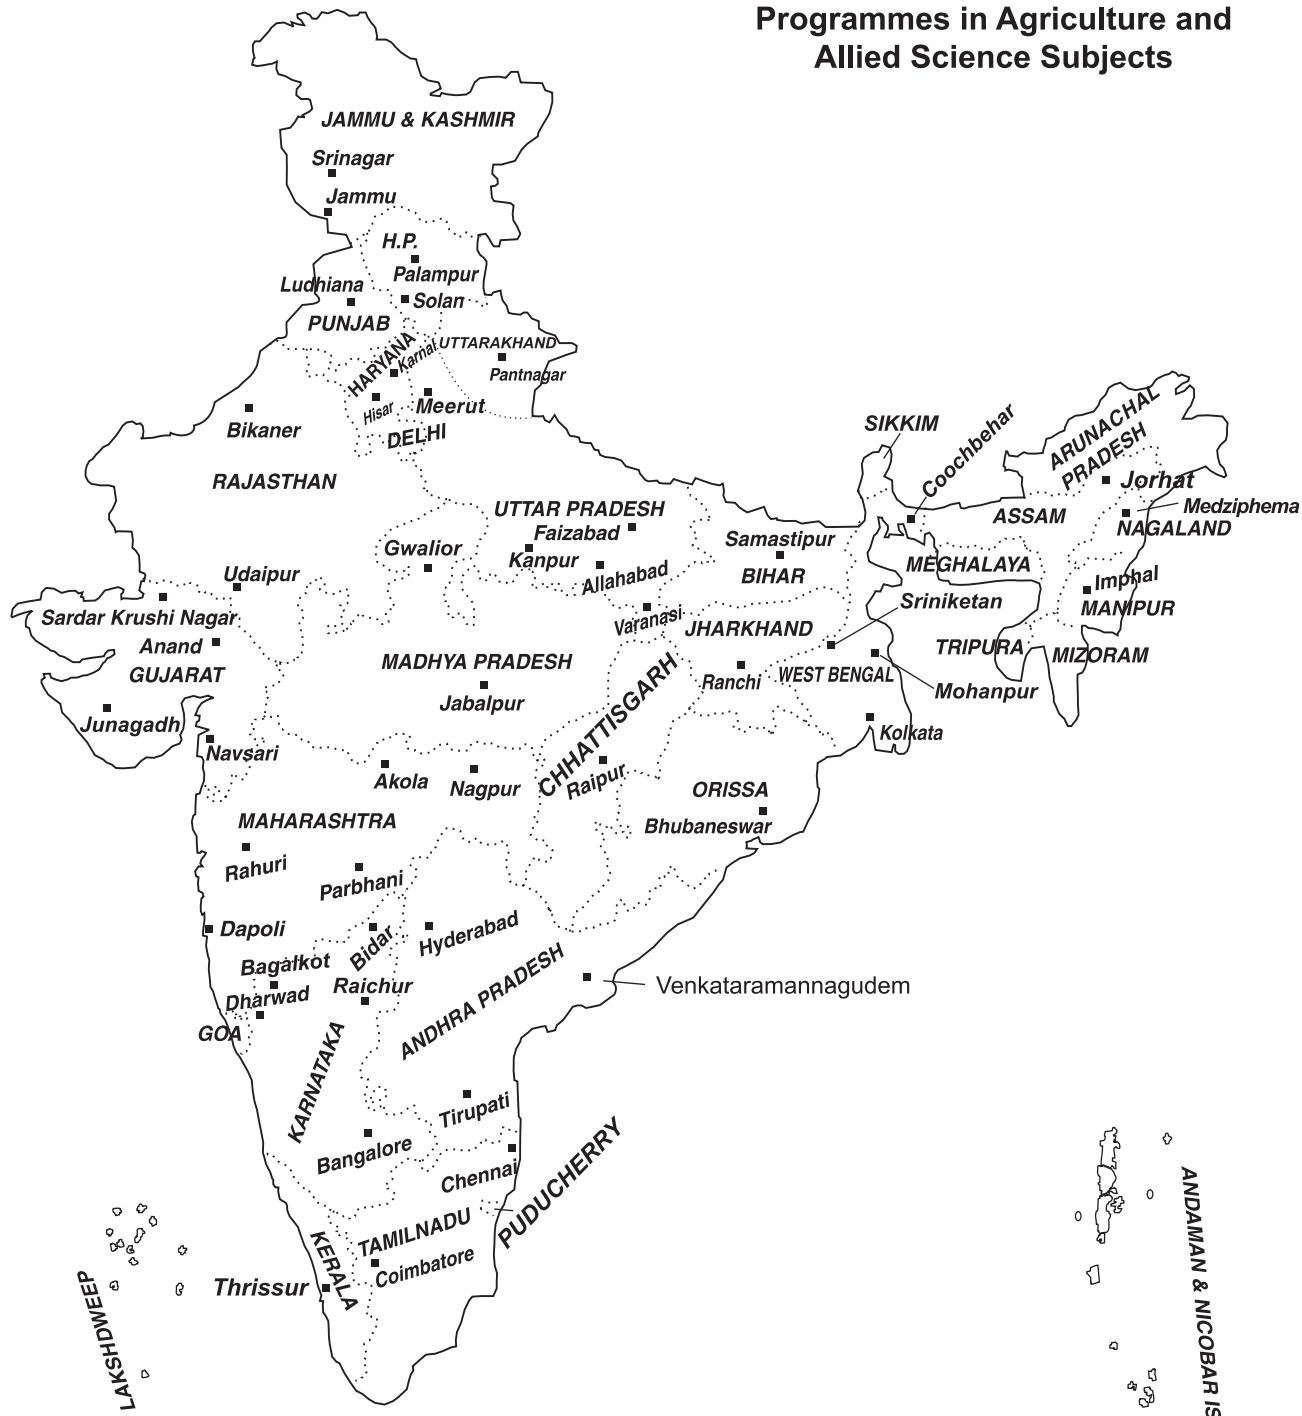 Programmes in Agriculture and
Allied Science Subjects
JAMMU & KASHMIR
Srinagar
Jammu
H.P.
Palampur
Ludhiana
Solan
PUNJAB
HARYANA
Karnal
UTTARAKHAND
Pantnagar
Hisar
Meerut
DELHI
Bikaner
RAJASTHAN
SIKKIM
Coochbehar
ARUNACHAL
PRADESH
Jorhat
Medziphema
ASSAM
NAGALAND
UTTAR PRADESH
Faizabad
Kanpur
Allahabad
Varanasi
Gwalior
Samastipur
BIHAR
MEGHALAYA
Imphal
MANIPUR
Udaipur
Sardar Krushi Nagar
Anand
GUJARAT
Junagadh
Navsari
Sriniketan
JHARKHAND
Ranchi
WEST BENGAL
TRIPURA
MIZORAM
Mohanpur
Kolkata
MADHYA PRADESH
Jabalpur
CHHATTISGARH
Raipur
Akola
Nagpur
ORISSA
Bhubaneswar
MAHARASHTRA
Rahuri
Parbhani
Dapoli
Bidar
Hyderabad
Bagalkot
Dharwad
Raichur
GOA
ANDHRA PRADESH
Venkataramannagudem
KARNATAKA
Tirupati
Bangalore
Chennai
PUDUCHERRY
TAMILNADU
Coimbatore
KERALA
Thrissur
LAKSHDWEEP
ANDAMAN & NICOBAR IS